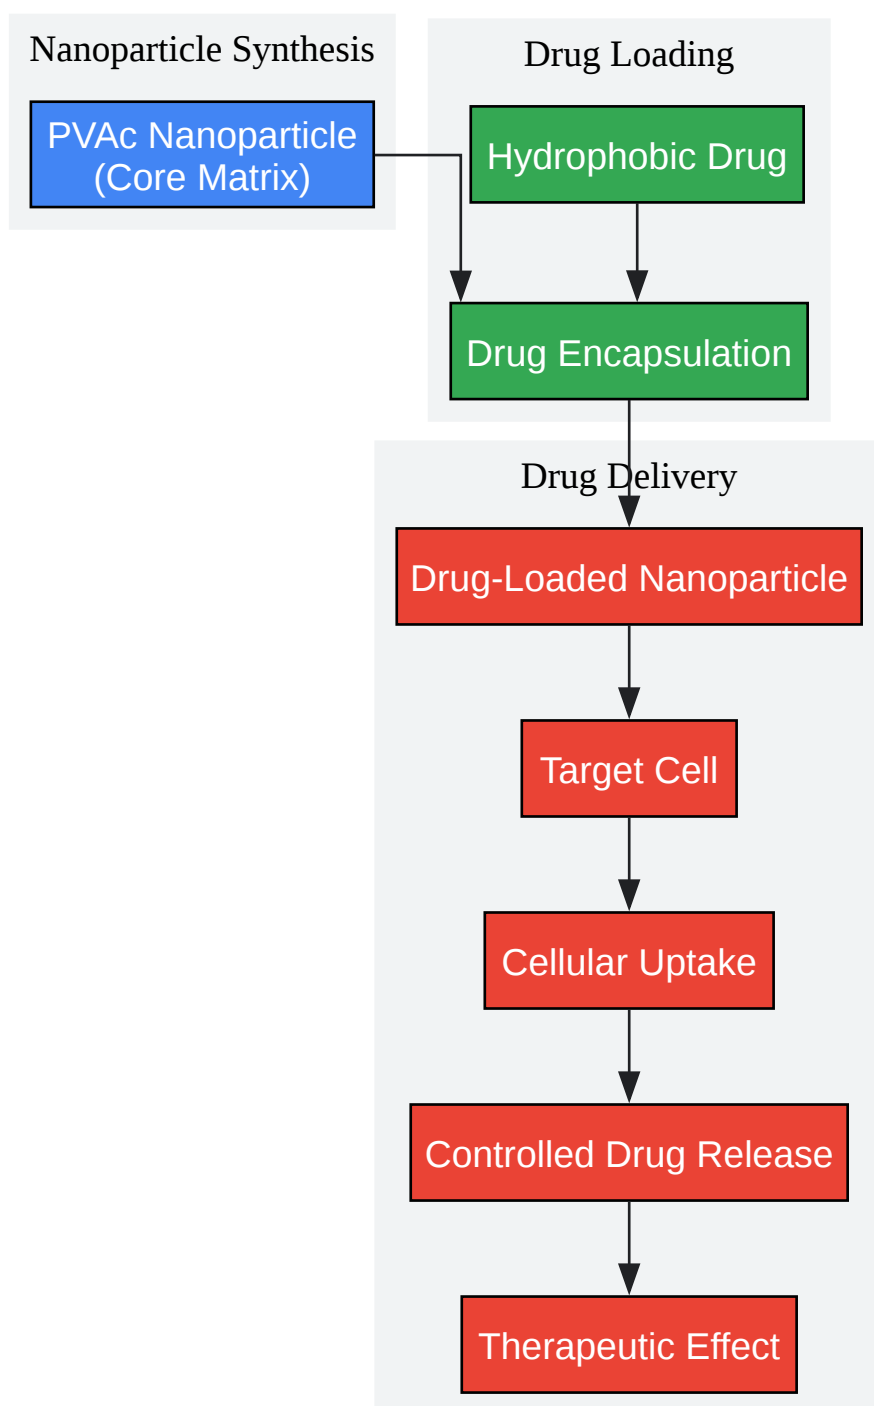 Nanoparticle Synthesis
PVAc Nanoparticle
(Core Matrix)
Drug Loading
Hydrophobic Drug
Drug Encapsulation
Drug Delivery
Drug-Loaded Nanoparticle
Target Cell
Cellular Uptake
Controlled Drug Release
Therapeutic Effect